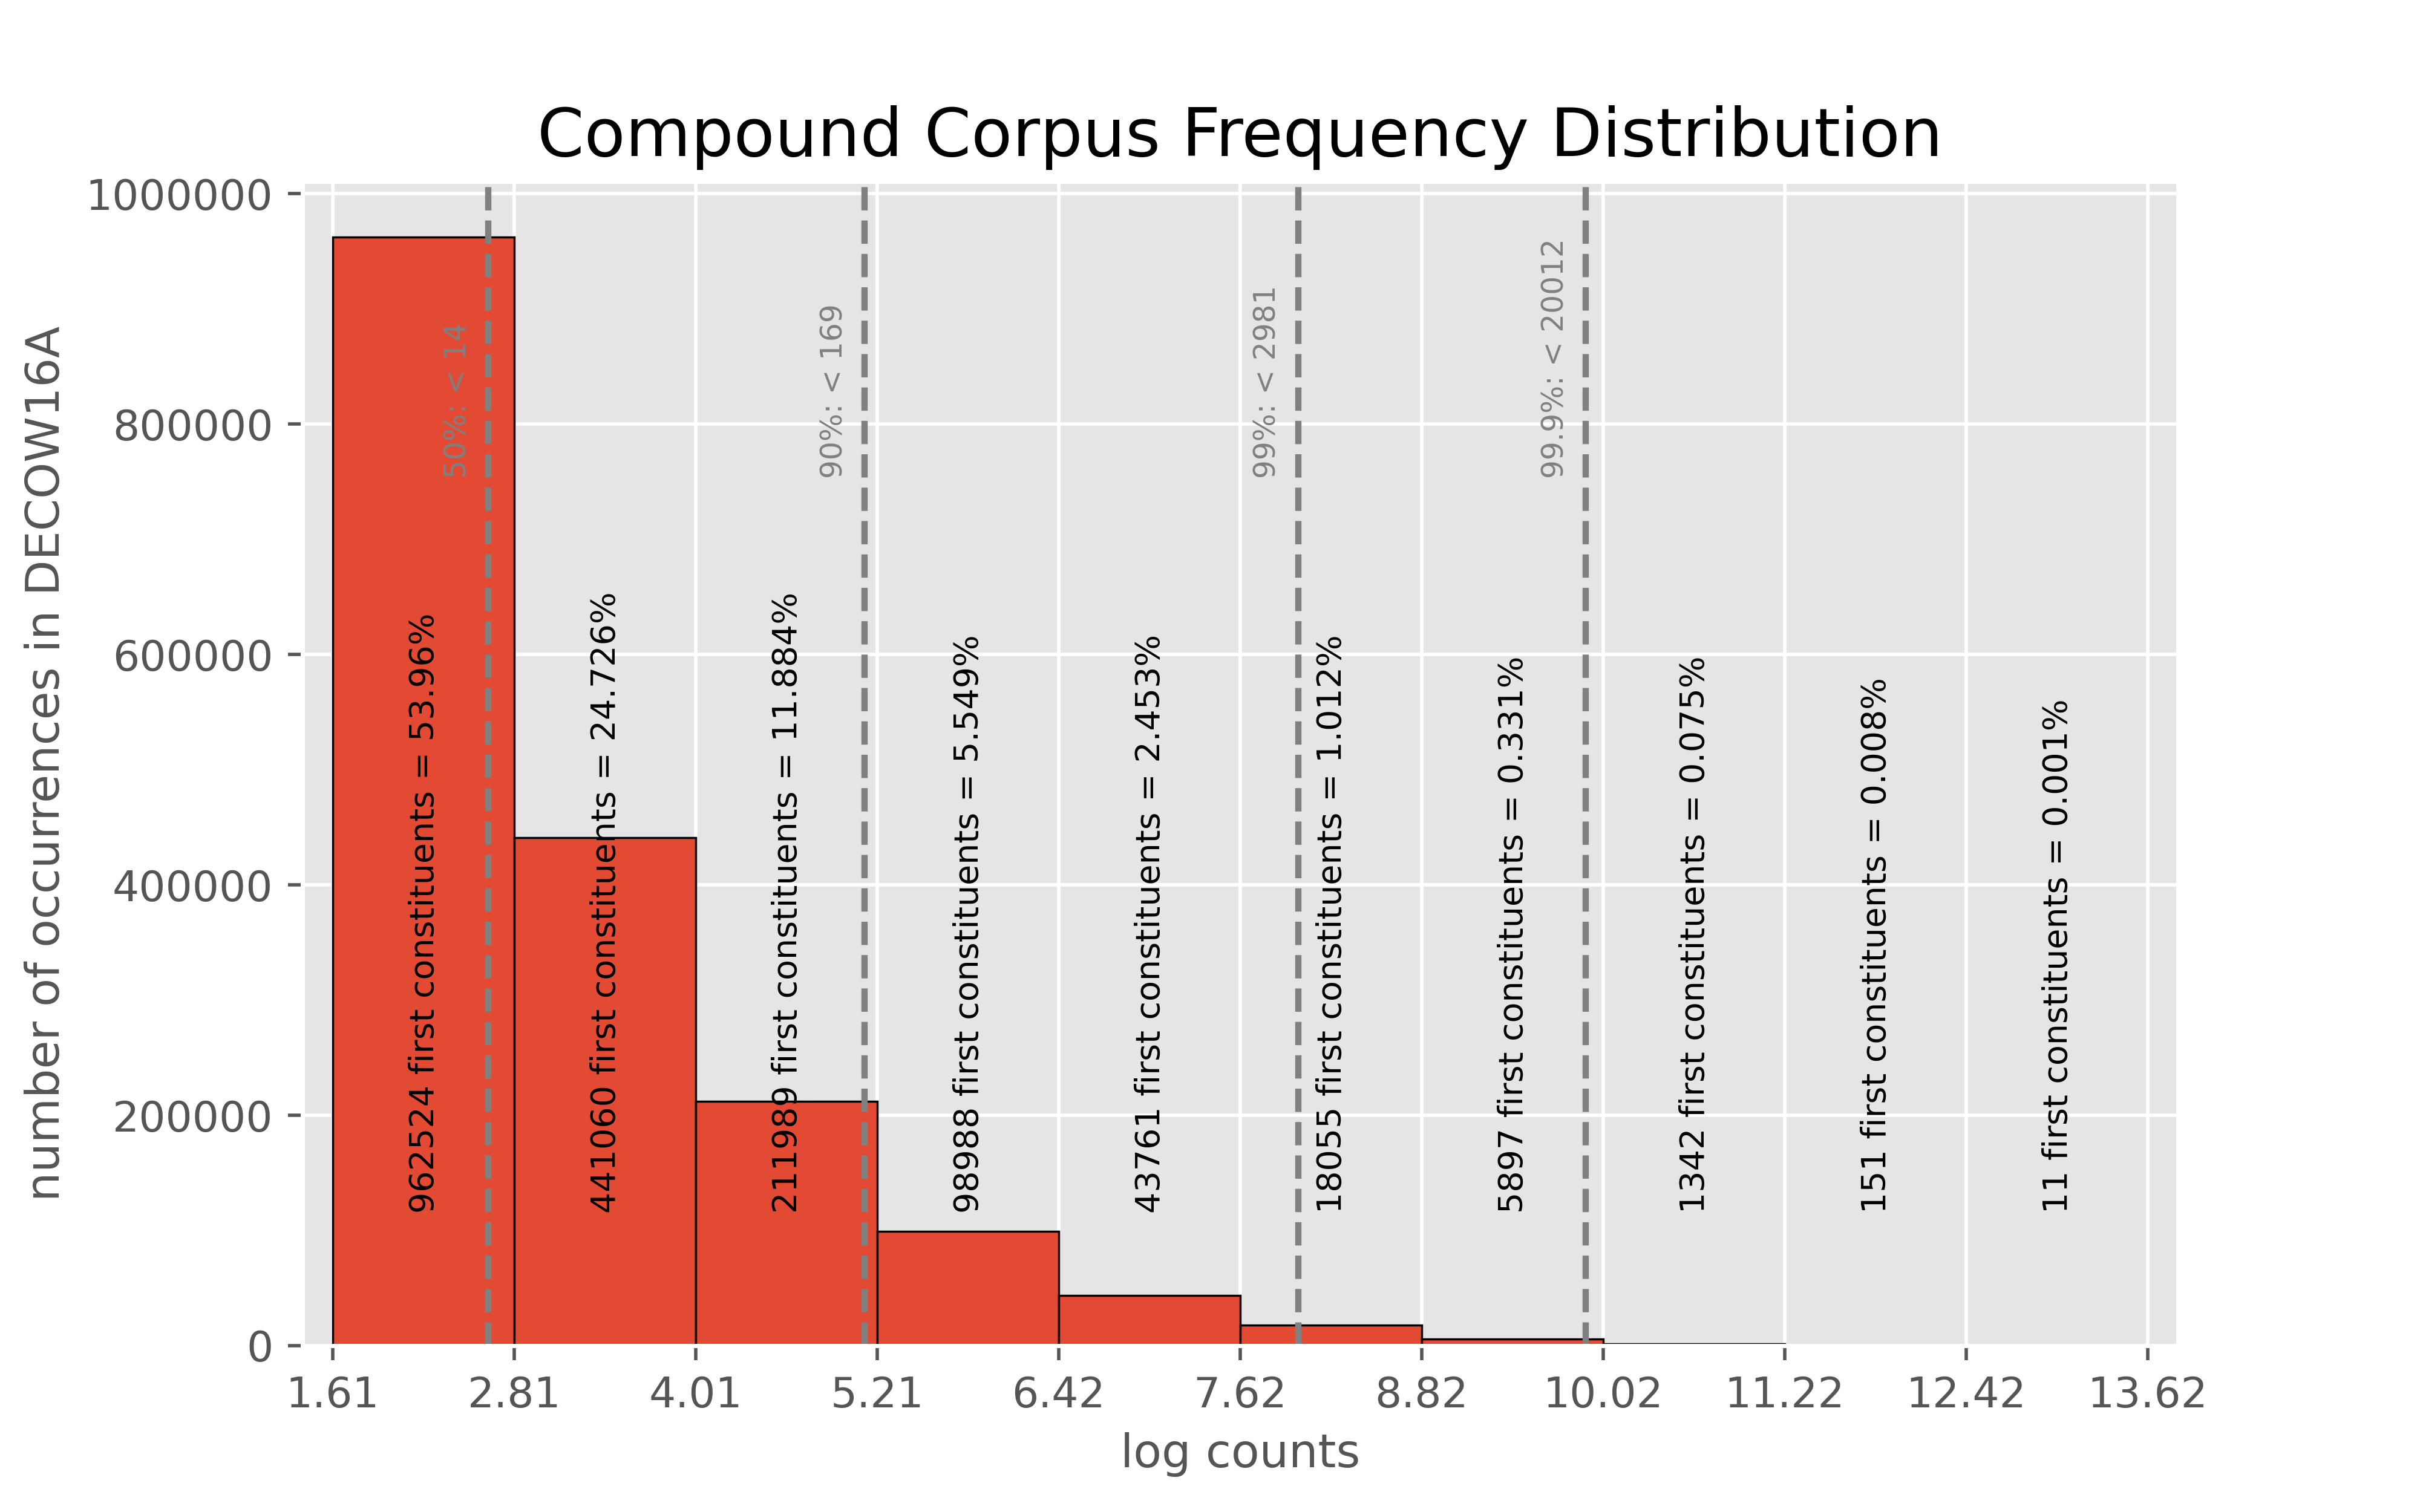 Compound Corpus Frequency Distribution
number of occurrences in DECOW16A
1000000
800000
600000
400000
200000
0
50%: < 14
90%: < 169
99%: < 2981
99.9%: < 20012
962524 first constituents = 53.96%
441060 first constituents = 24.726%
211989 first constituents = 11.884%
98988 first constituents = 5.549%
43761 first constituents = 2.453%
18055 first constituents = 1.012%
5897 first constituents = 0.331%
1342 first constituents = 0.075%
151 first constituents = 0.008%
11 first constituents = 0.001%
1.61 2.81 4.01 5.21 6.42 7.62 8.82 10.02 11.22 12.42 13.62
log counts